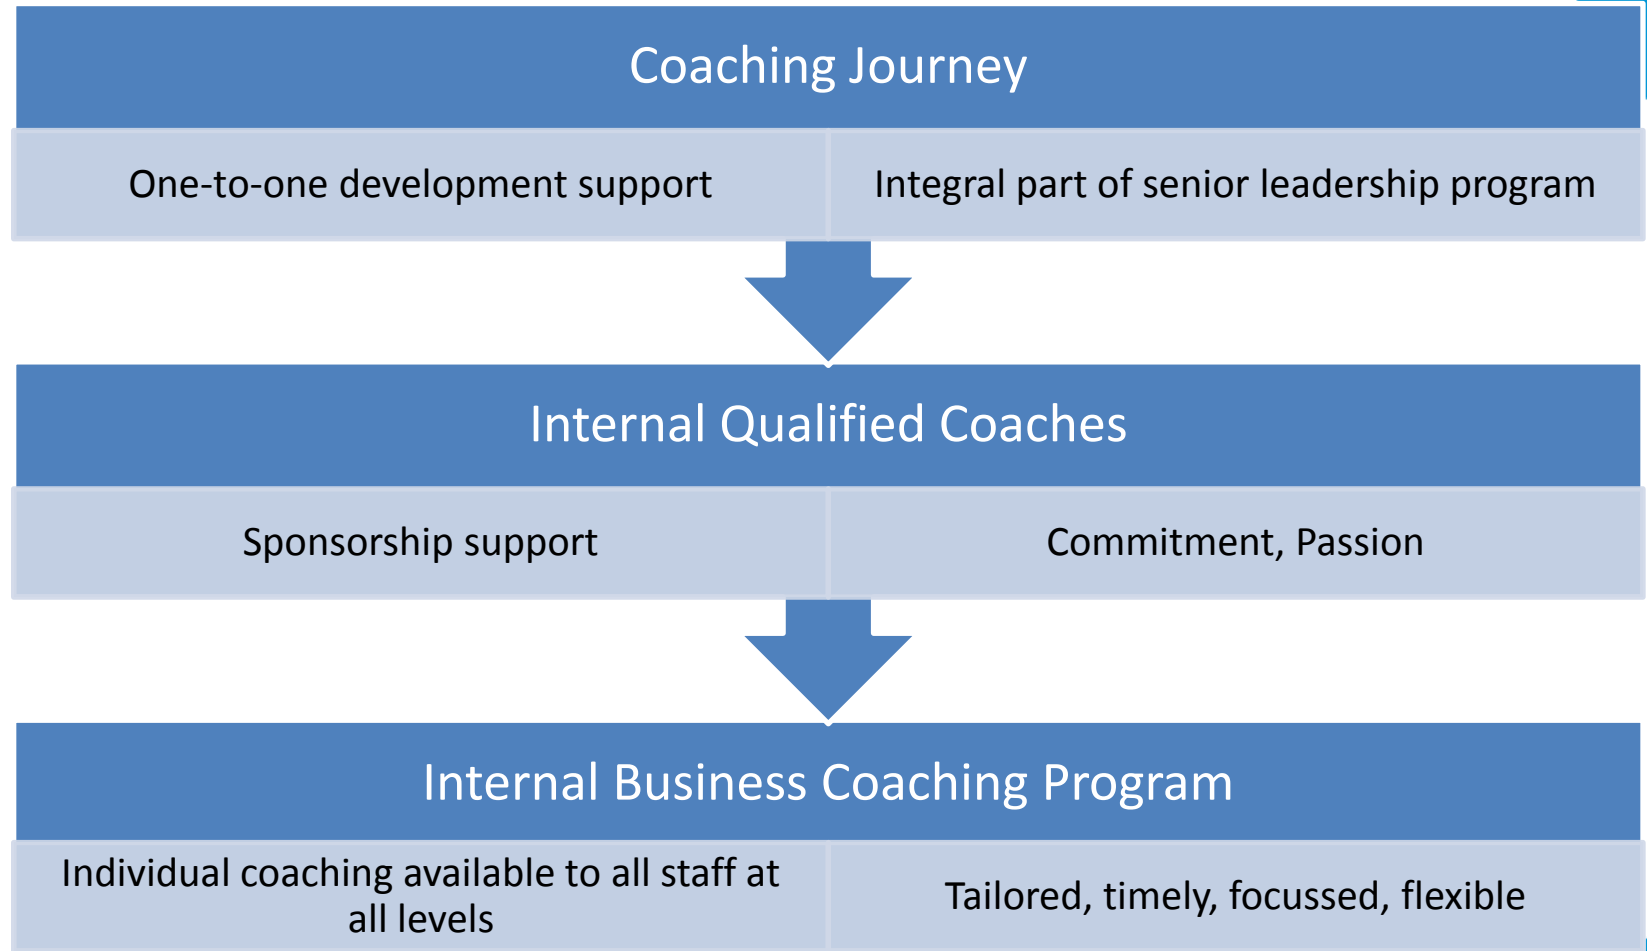 Coaching Journey
One-to-one development support
Integral part of senior leadership program
Internal Qualified Coaches
Sponsorship support
Commitment, Passion
Internal Business Coaching Program
Individual coaching available to all staff at
all levels
Tailored, timely, focussed, flexible